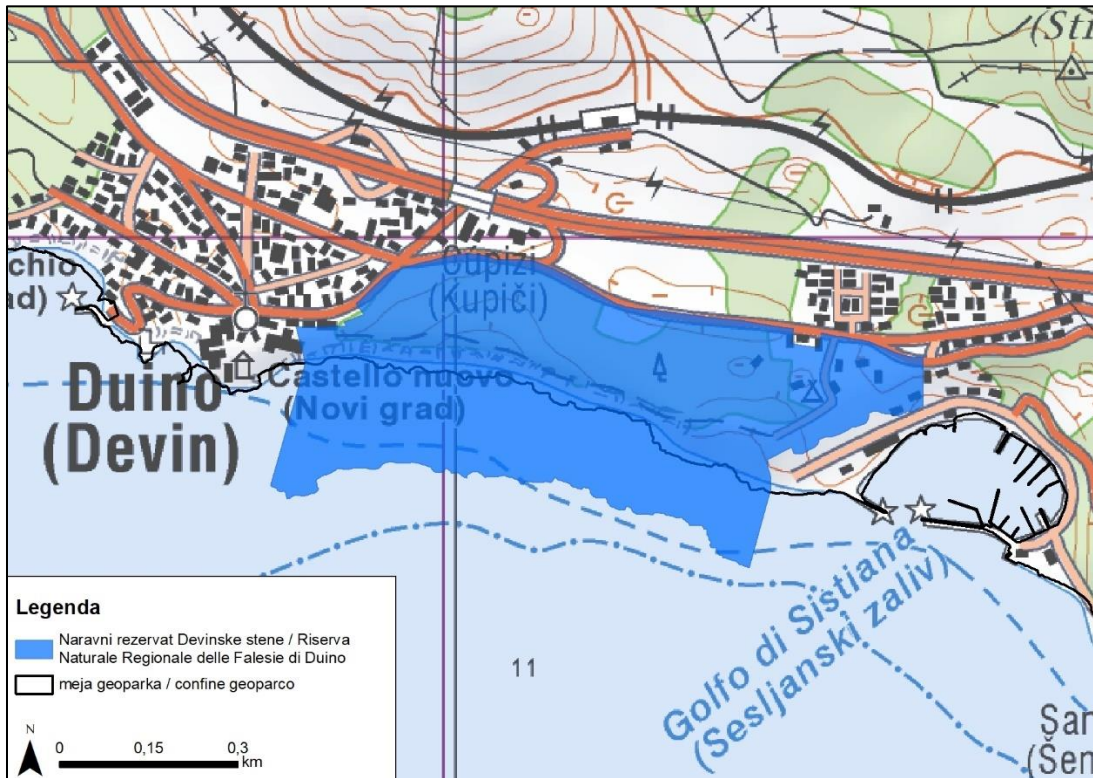 (Sti
Cupizi
(Kupiči)
chio
ad)
Duino
(Devin)
Castello nuovo
(Novi grad)
Golfo di Sistiana
(Sesljanski zaliv)
11
Šar
(Šen
Legenda
Naravni rezervat Devinske stene / Riserva
Naturale Regionale delle Falesie di Duino
meja geoparka / confine geoparco
N
0 0,15 0,3
km